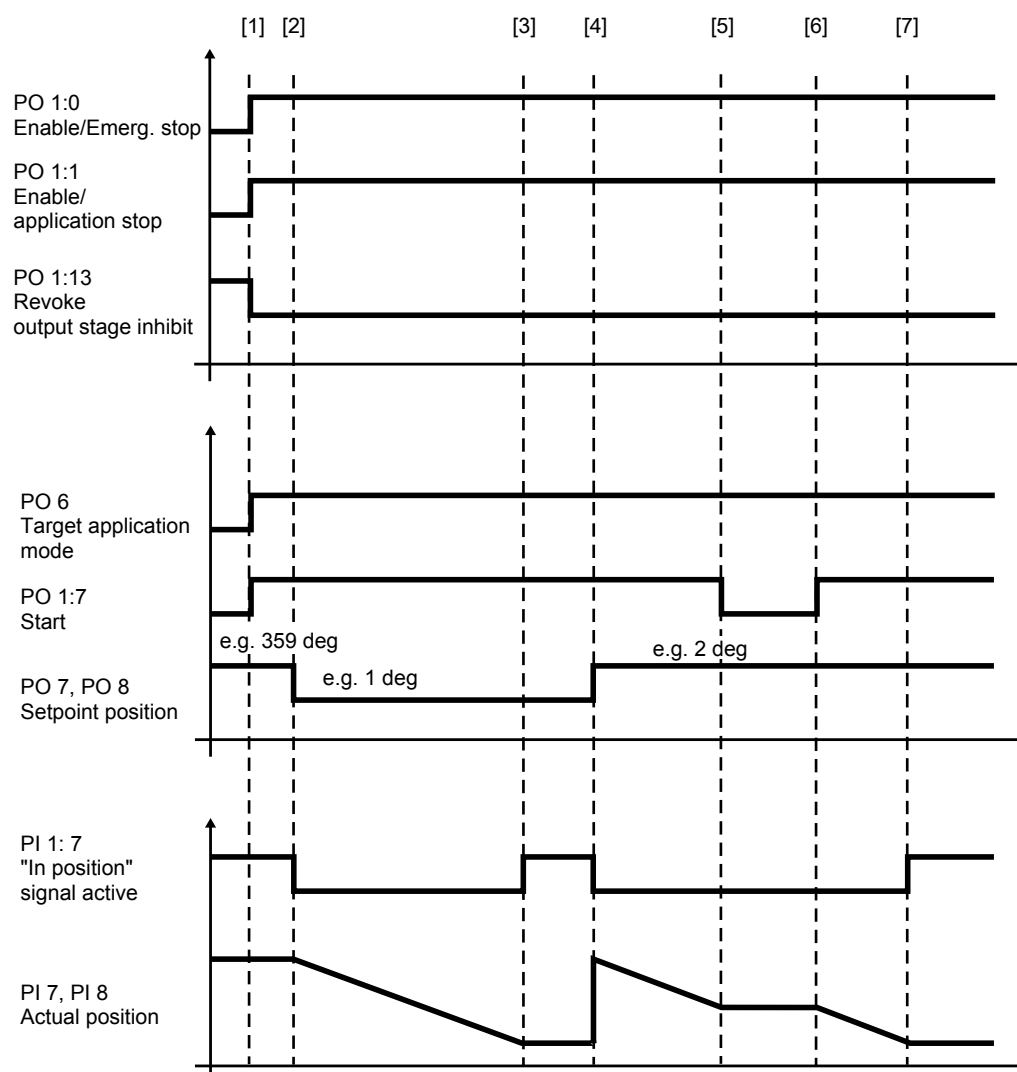 [1] [2] [3] [4] [5] [6] [7]
PO 1:0
Enable/Emerg. stop
PO 1:1
Enable/
application stop
PO 1:13
Revoke
output stage inhibit
PO 6
Target application
mode
PO 1:7
Start
e.g. 359 deg
e.g. 1 deg
e.g. 2 deg
PO 7, PO 8
Setpoint position
PI 1: 7
"In position"
signal active
PI 7, PI 8
Actual position